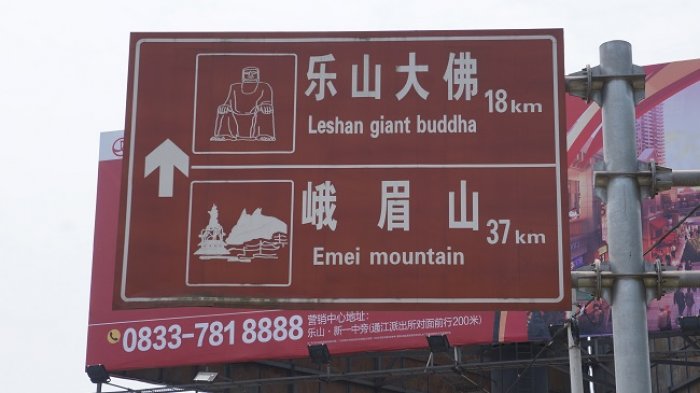 乐山大佛 18km
Leshan giant buddha
峨眉山 37km
Emei mountain
0833-781 8888
营销中心地址:
乐山·新一中旁(通江派出所对面前行200米)